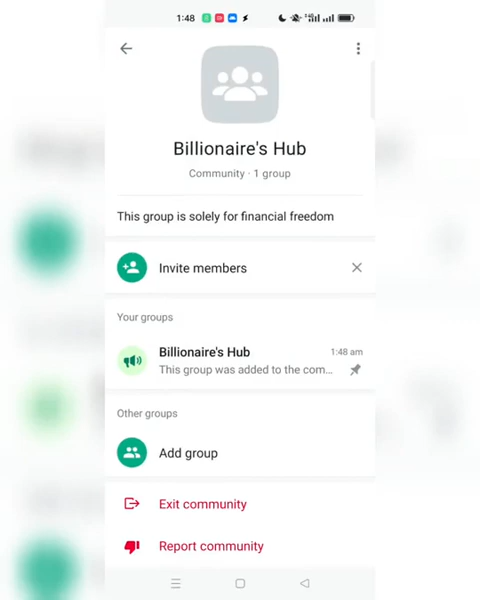 1:48
Billionaire's Hub
Community · 1 group
This group is solely for financial freedom
Invite members
Your groups
Billionaire's Hub
1:48 am
This group was added to the com...
Other groups
Add group
Exit community
Report community